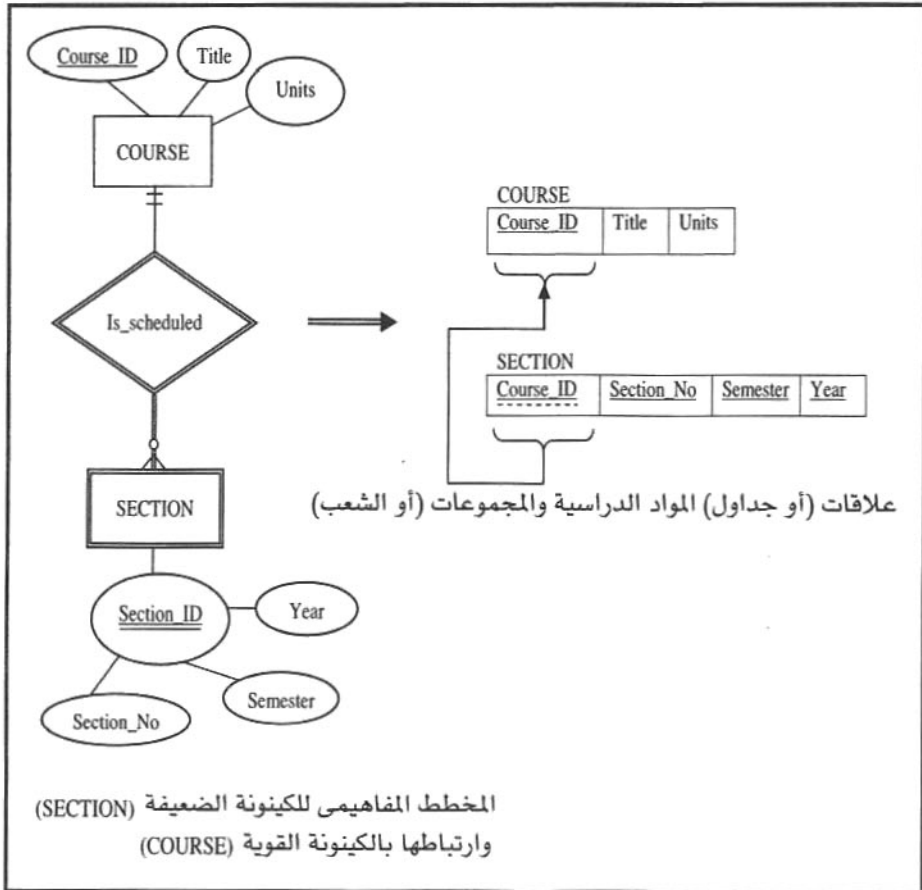 Course_ID
Title
Units
COURSE
Is_scheduled
SECTION
Section_ID
Year
Semester
Section_No
المخطط المفاهيمى للكينونة الضعيفة (SECTION)
وارتباطها بالكينونة القوية (COURSE)
COURSE
Course_ID Title Units
SECTION
Course_ID Section_No Semester Year
علاقات (أو جداول) المواد الدراسية والمجموعات (أو الشعب)